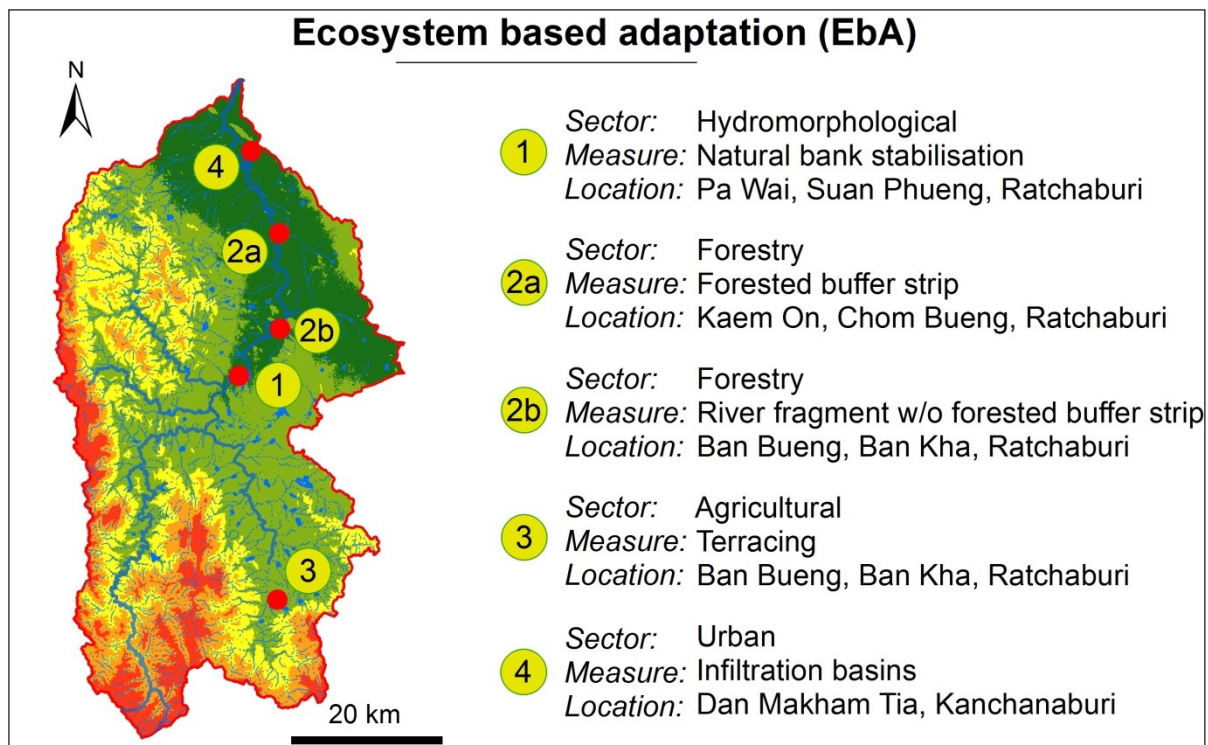 Ecosystem based adaptation (EbA)
N
4
2a
2b
1
3
20 km
1
Sector: Hydromorphological
Measure: Natural bank stabilisation
Location: Pa Wai, Suan Phueng, Ratchaburi
2a
Sector: Forestry
Measure: Forested buffer strip
Location: Kaem On, Chom Bueng, Ratchaburi
2b
Sector: Forestry
Measure: River fragment w/o forested buffer strip
Location: Ban Bueng, Ban Kha, Ratchaburi
3
Sector: Agricultural
Measure: Terracing
Location: Ban Bueng, Ban Kha, Ratchaburi
4
Sector: Urban
Measure: Infiltration basins
Location: Dan Makham Tia, Kanchanaburi